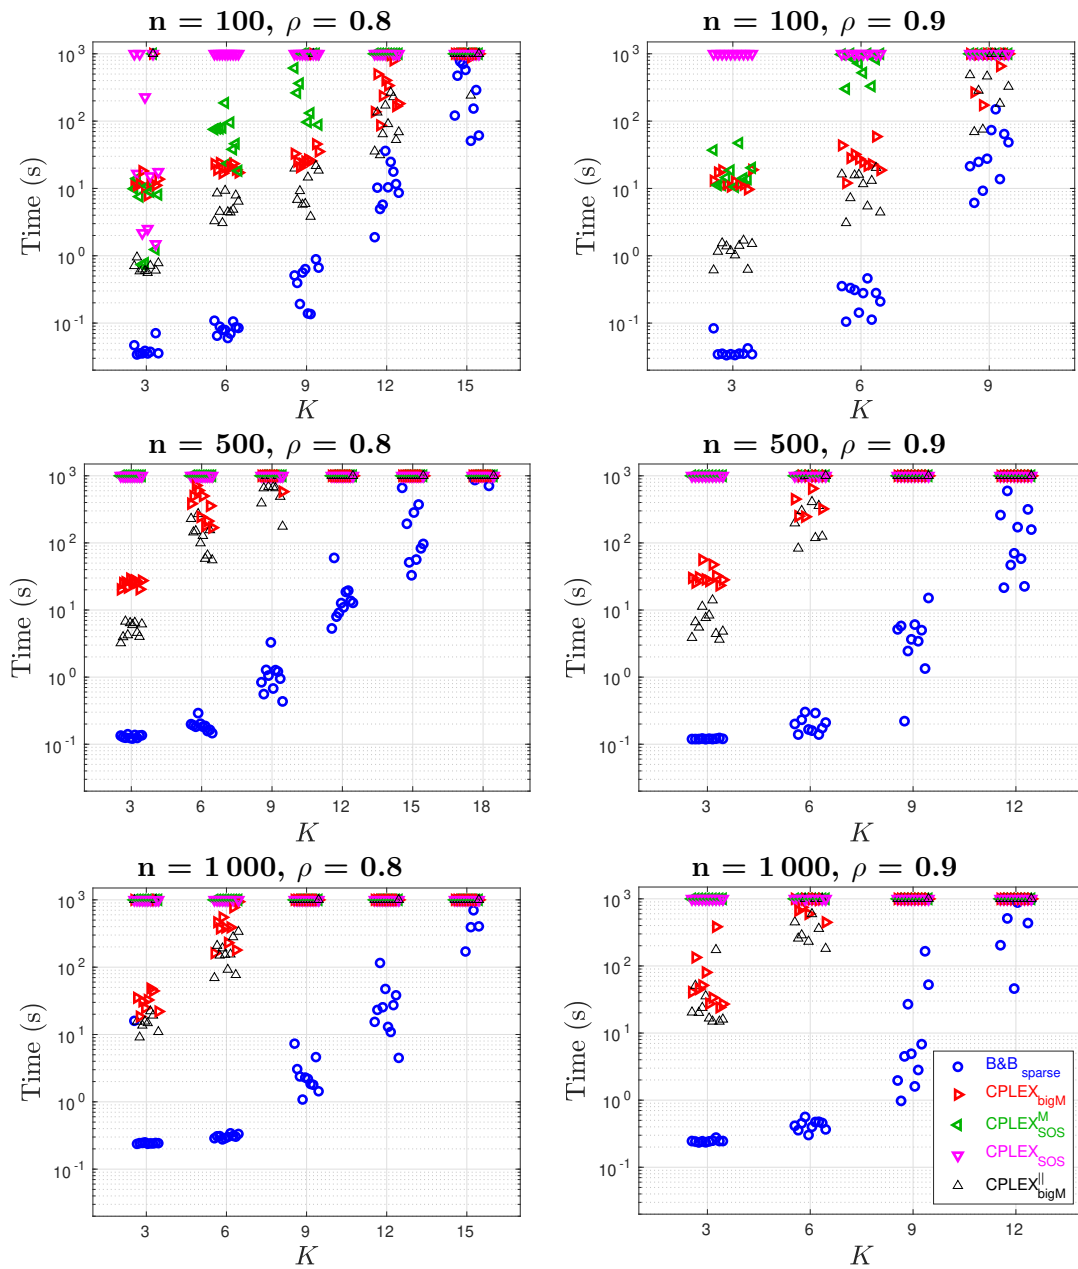 n = 100, ρ = 0.8
10³
10²
10¹
10⁰
10⁻¹
Time (s)
3 6 9 12 15
K
n = 100, ρ = 0.9
10³
10²
10¹
10⁰
10⁻¹
Time (s)
3 6 9
K
n = 500, ρ = 0.8
10³
10²
10¹
10⁰
10⁻¹
Time (s)
3 6 9 12 15 18
K
n = 500, ρ = 0.9
10³
10²
10¹
10⁰
10⁻¹
Time (s)
3 6 9 12
K
n = 1 000, ρ = 0.8
10³
10²
10¹
10⁰
10⁻¹
Time (s)
3 6 9 12 15
K
n = 1 000, ρ = 0.9
10³
10²
10¹
10⁰
10⁻¹
Time (s)
3 6 9 12
K
B&B sparse
CPLEX bigM
CPLEX M SOS
CPLEX SOS
CPLEX || bigM